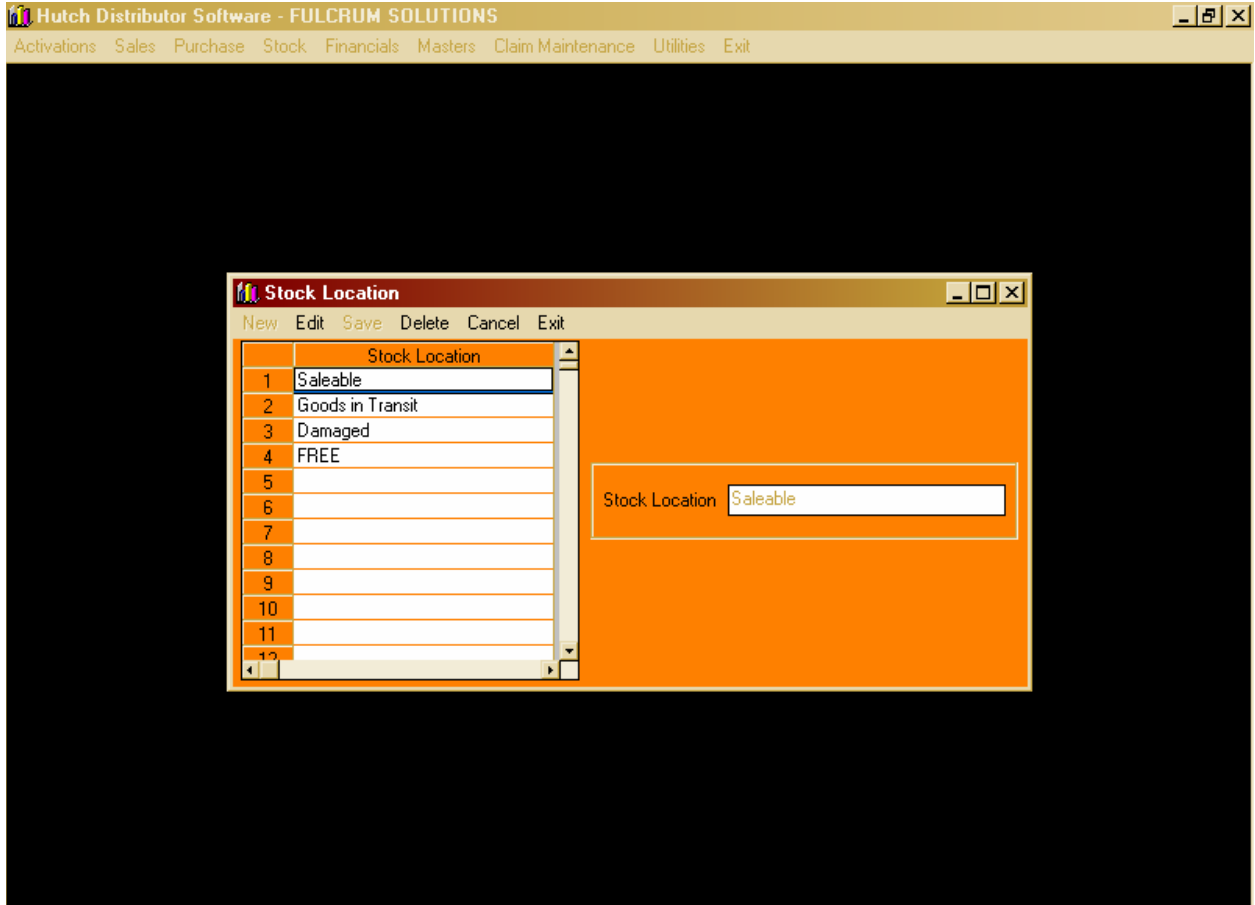 Hutch Distributor Software - FULCRUM SOLUTIONS
Activations Sales Purchase Stock Financials Masters Claim Maintenance Utilities Exit
Stock Location
New Edit Save Delete Cancel Exit
Stock Location
1 Saleable
2 Goods in Transit
3 Damaged
4 FREE
5
6
7
8
9
10
11
12
Stock Location Saleable